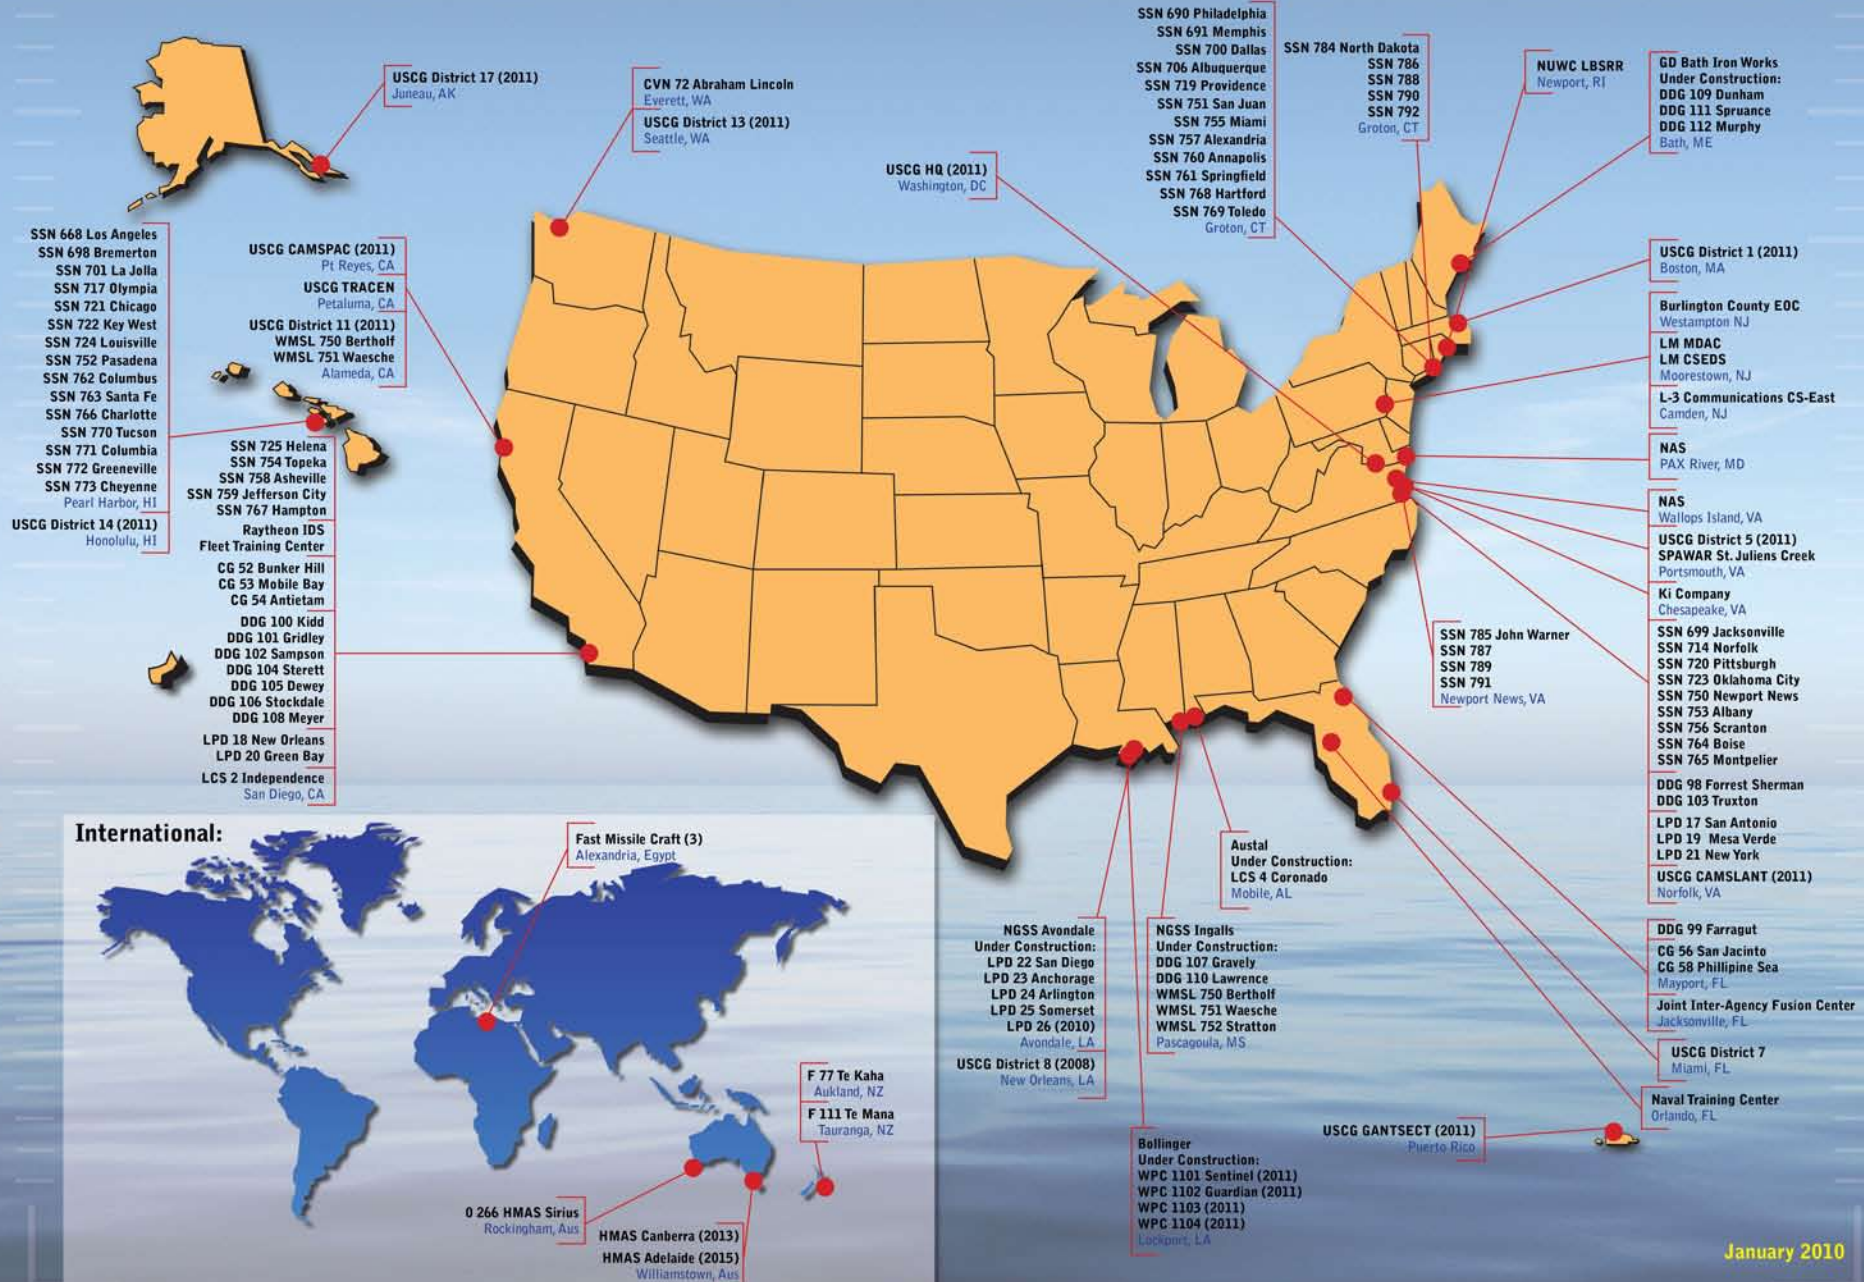 USCG District 17 (2011)
Juneau, AK
CVN 72 Abraham Lincoln
Everett, WA
USCG District 13 (2011)
Seattle, WA
USCG HQ (2011)
Washington, DC
SSN 690 Philadelphia
SSN 691 Memphis
SSN 700 Dallas
SSN 706 Albuquerque
SSN 719 Providence
SSN 751 San Juan
SSN 755 Miami
SSN 757 Alexandria
SSN 760 Annapolis
SSN 761 Springfield
SSN 768 Hartford
SSN 769 Toledo
Groton, CT
SSN 784 North Dakota
SSN 786
SSN 788
SSN 790
SSN 792
Groton, CT
NUWC LBSRR
Newport, RI
GD Bath Iron Works
Under Construction:
DDG 109 Dunham
DDG 111 Spruance
DDG 112 Murphy
Bath, ME
SSN 668 Los Angeles
SSN 698 Bremerton
SSN 701 La Jolla
SSN 717 Olympia
SSN 721 Chicago
SSN 722 Key West
SSN 724 Louisville
SSN 752 Pasadena
SSN 762 Columbus
SSN 763 Santa Fe
SSN 766 Charlotte
SSN 770 Tucson
SSN 771 Columbia
SSN 772 Greeneville
SSN 773 Cheyenne
Pearl Harbor, HI
USCG District 14 (2011)
Honolulu, HI
USCG CAMSPAC (2011)
Pt Reyes, CA
USCG TRACEN
Petaluma, CA
USCG District 11 (2011)
WMSL 750 Bertholf
WMSL 751 Waesche
Alameda, CA
SSN 725 Helena
SSN 754 Topeka
SSN 758 Asheville
SSN 759 Jefferson City
SSN 767 Hampton
Raytheon IDS
Fleet Training Center
CG 52 Bunker Hill
CG 53 Mobile Bay
CG 54 Antietam
DDG 100 Kidd
DDG 101 Gridley
DDG 102 Sampson
DDG 104 Sterett
DDG 105 Dewey
DDG 106 Stockdale
DDG 108 Meyer
LPD 18 New Orleans
LPD 20 Green Bay
LCS 2 Independence
San Diego, CA
USCG District 1 (2011)
Boston, MA
Burlington County EOC
Westampton NJ
LM MDAC
LM CSEDS
Moorestown, NJ
L-3 Communications CS-East
Camden, NJ
NAS
PAX River, MD
NAS
Wallops Island, VA
USCG District 5 (2011)
SPAWAR St. Juliens Creek
Portsmouth, VA
Ki Company
Chesapeake, VA
SSN 699 Jacksonville
SSN 714 Norfolk
SSN 720 Pittsburgh
SSN 723 Oklahoma City
SSN 750 Newport News
SSN 753 Albany
SSN 756 Scranton
SSN 764 Boise
SSN 765 Montpelier
DDG 98 Forrest Sherman
DDG 103 Truxton
LPD 17 San Antonio
LPD 19 Mesa Verde
LPD 21 New York
USCG CAMSLANT (2011)
Norfolk, VA
SSN 785 John Warner
SSN 787
SSN 789
SSN 791
Newport News, VA
DDG 99 Farragut
CG 56 San Jacinto
CG 58 Phillipine Sea
Mayport, FL
Joint Inter-Agency Fusion Center
Jacksonville, FL
USCG District 7
Miami, FL
Naval Training Center
Orlando, FL
USCG GANTSECT (2011)
Puerto Rico
Austal
Under Construction:
LCS 4 Coronado
Mobile, AL
NGSS Avondale
Under Construction:
LPD 22 San Diego
LPD 23 Anchorage
LPD 24 Arlington
LPD 25 Somerset
LPD 26 (2010)
Avondale, LA
USCG District 8 (2008)
New Orleans, LA
NGSS Ingalls
Under Construction:
DDG 107 Gravely
DDG 110 Lawrence
WMSL 750 Bertholf
WMSL 751 Waesche
WMSL 752 Stratton
Pascagoula, MS
Bollinger
Under Construction:
WPC 1101 Sentinel (2011)
WPC 1102 Guardian (2011)
WPC 1103 (2011)
WPC 1104 (2011)
Lockport, LA
International:
Fast Missile Craft (3)
Alexandria, Egypt
F 77 Te Kaha
Aukland, NZ
F 111 Te Mana
Tauranga, NZ
O 266 HMAS Sirius
Rockingham, Aus
HMAS Canberra (2013)
HMAS Adelaide (2015)
Williamstown, Aus
January 2010